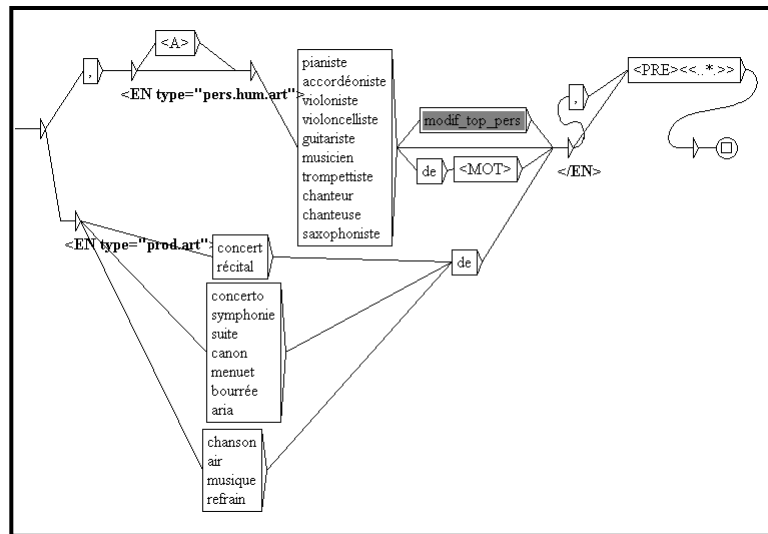 <A>
,
<EN type="pers.hum.art">
pianiste
accordéoniste
violoniste
violoncelliste
guitariste
musicien
trompettiste
chanteur
chanteuse
saxophoniste
modif_top_pers
de
<MOT>
,
</EN>
<PRE><<..*.>>
<EN type="prod.art">
concert
récital
de
concerto
symphonie
suite
canon
menuet
bourrée
aria
chanson
air
musique
refrain